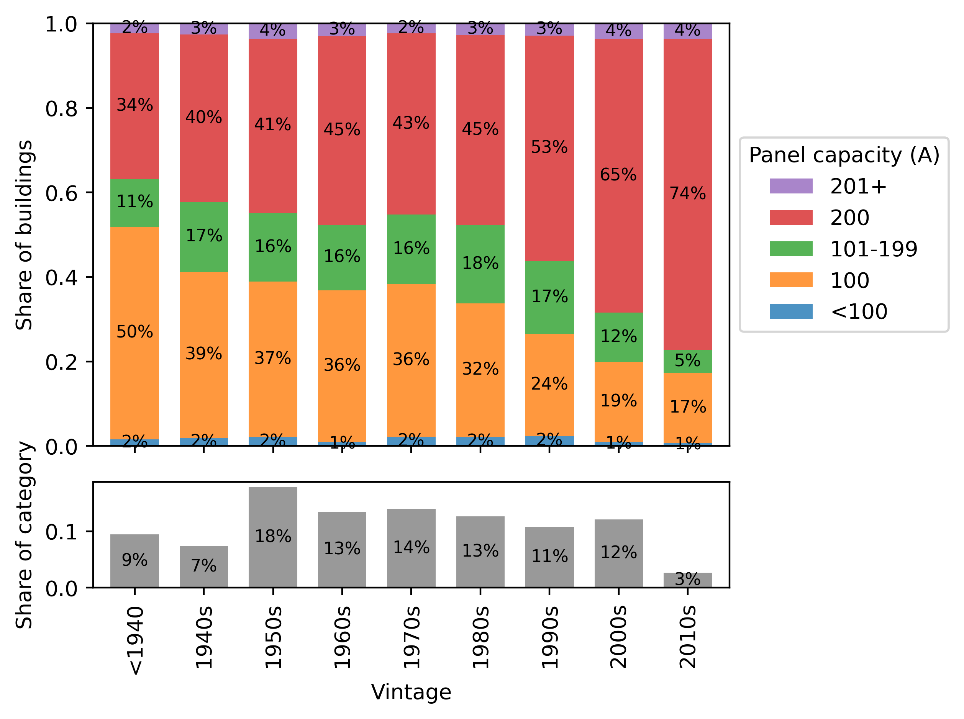 1.0
0.8
0.6
0.4
0.2
0.0
Share of buildings
2% 3% 4% 3% 2% 3% 3% 4% 4%
34% 40% 41% 45% 43% 45% 53% 65% 74%
11% 17% 16% 16% 16% 18% 17% 12% 5%
50% 39% 37% 36% 36% 32% 24% 19% 17%
2% 2% 2% 1% 2% 2% 2% 1% 1%
Panel capacity (A)
201+
200
101-199
100
<100
0.1
0.0
Share of category
9% 7% 18% 13% 14% 13% 11% 12% 3%
<1940 1940s 1950s 1960s 1970s 1980s 1990s 2000s 2010s
Vintage